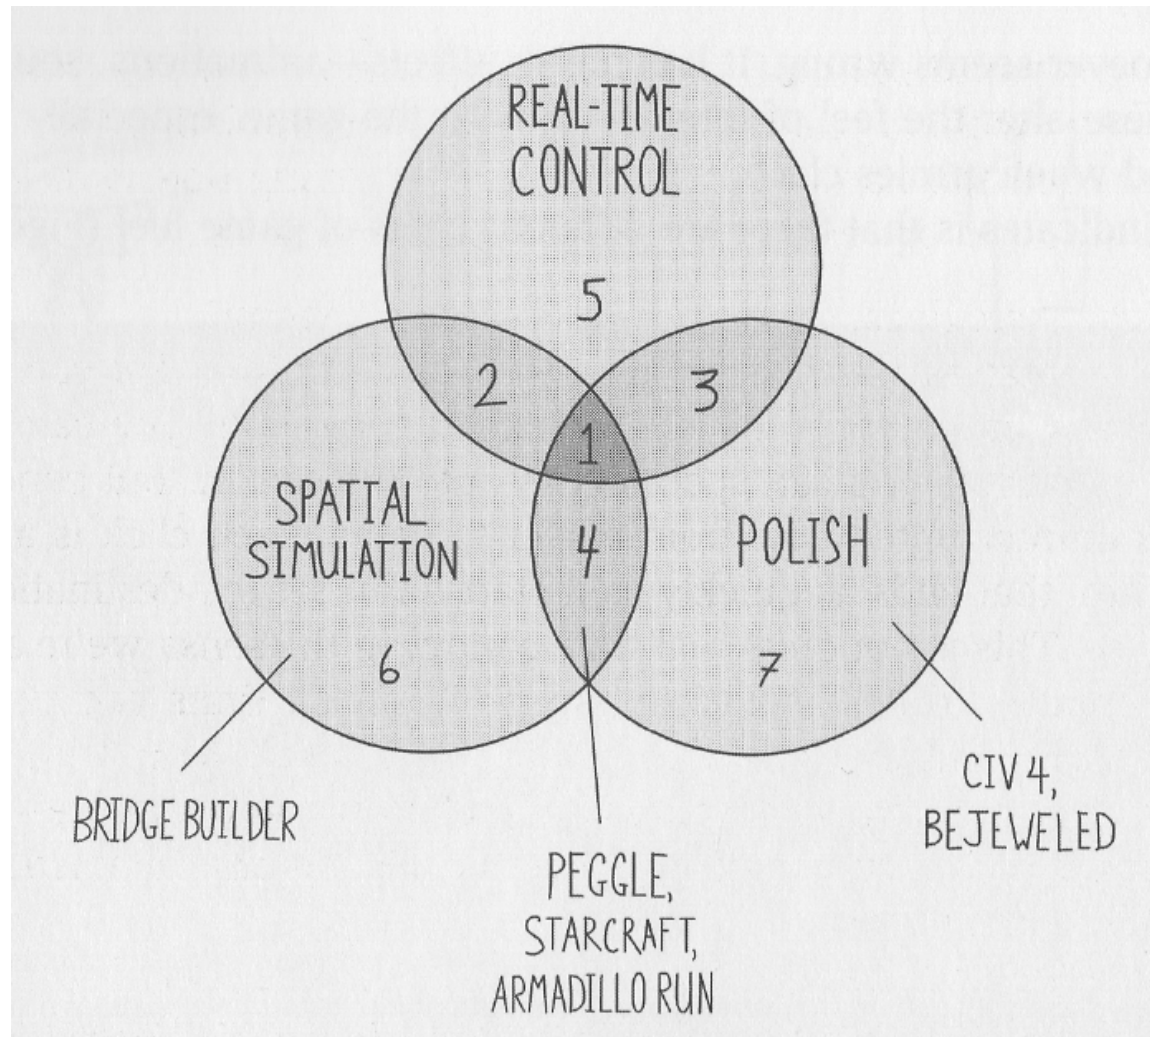 REAL-TIME
CONTROL
5
2
3
1
SPATIAL
SIMULATION
4
POLISH
6
7
BRIDGE BUILDER
CIV 4,
BEJEWELED
PEGGLE,
STARCRAFT,
ARMADILLO RUN